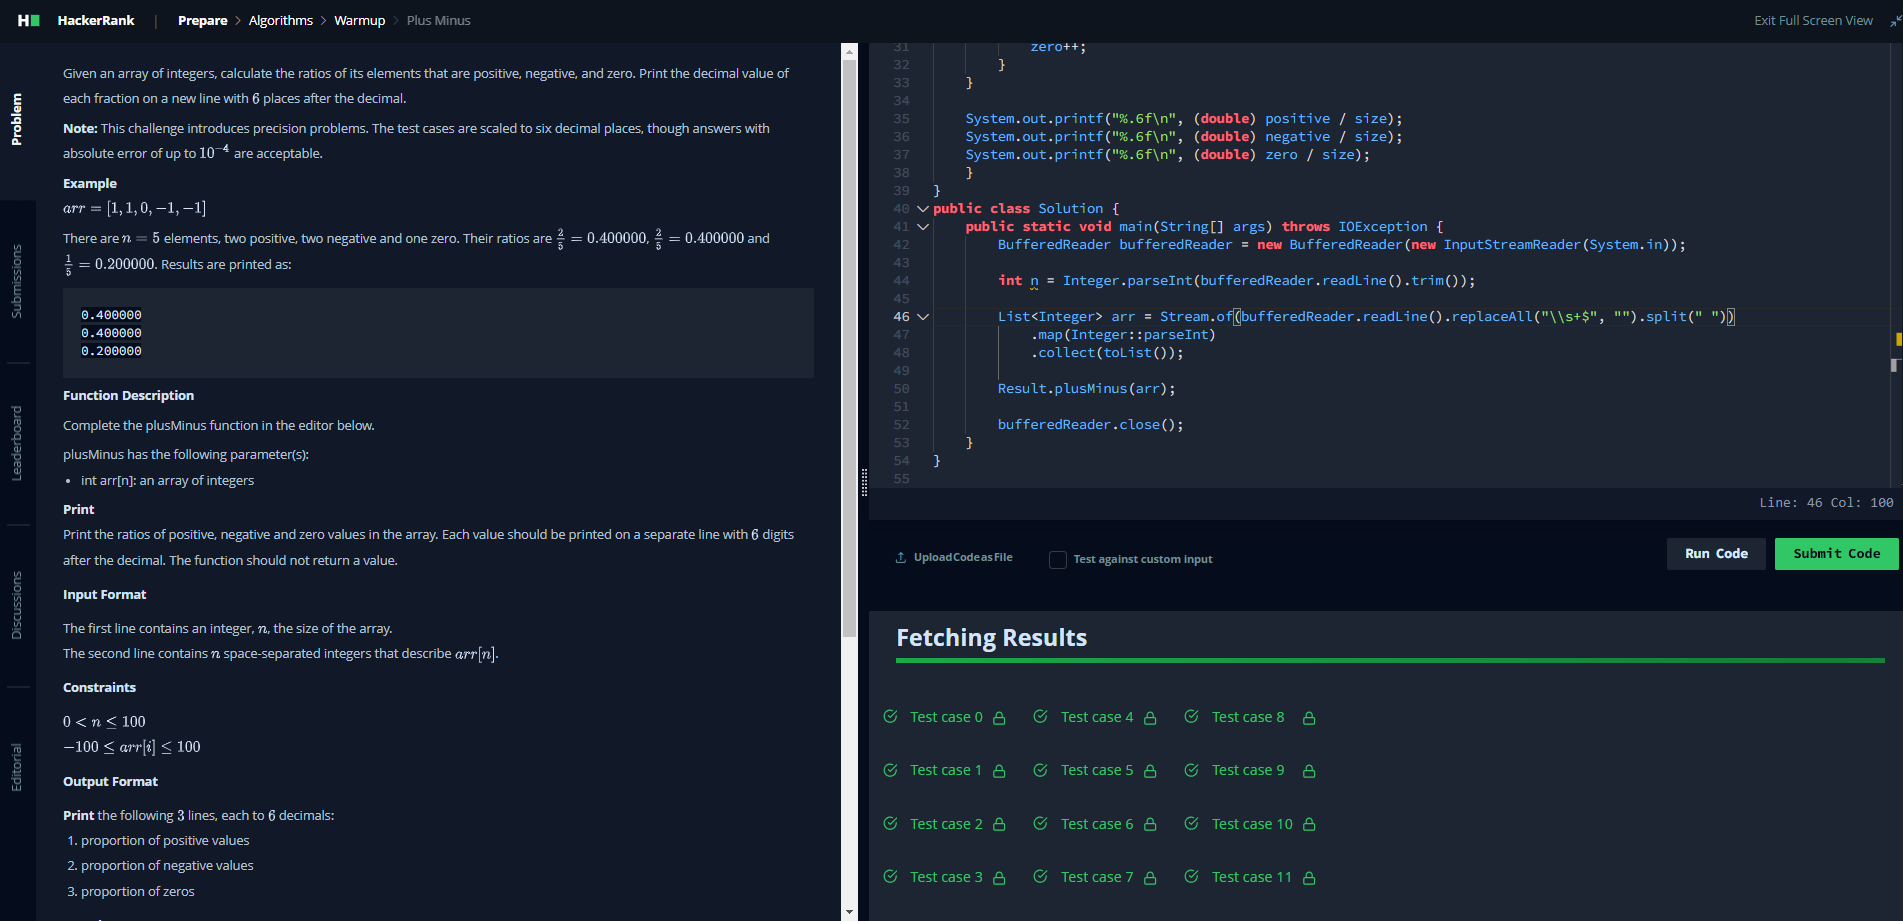 HackerRank | Prepare > Algorithms > Warmup > Plus Minus
Exit Full Screen View
Problem
Submissions
Leaderboard
Discussions
Editorial
Given an array of integers, calculate the ratios of its elements that are positive, negative, and zero. Print the decimal value of
each fraction on a new line with 6 places after the decimal.
Note: This challenge introduces precision problems. The test cases are scaled to six decimal places, though answers with
absolute error of up to 10⁻⁴ are acceptable.
Example
arr = [1, 1, 0, −1, −1]
There are n = 5 elements, two positive, two negative and one zero. Their ratios are 2/5 = 0.400000, 2/5 = 0.400000 and
1/5 = 0.200000. Results are printed as:
0.400000
0.400000
0.200000
Function Description
Complete the plusMinus function in the editor below.
plusMinus has the following parameter(s):
• int arr[n]: an array of integers
Print
Print the ratios of positive, negative and zero values in the array. Each value should be printed on a separate line with 6 digits
after the decimal. The function should not return a value.
Input Format
The first line contains an integer, n, the size of the array.
The second line contains n space-separated integers that describe arr[n].
Constraints
0 < n ≤ 100
−100 ≤ arr[i] ≤ 100
Output Format
Print the following 3 lines, each to 6 decimals:
1. proportion of positive values
2. proportion of negative values
3. proportion of zeros
31 zero++;
32 }
33 }
34
35 System.out.printf("%.6f\n", (double) positive / size);
36 System.out.printf("%.6f\n", (double) negative / size);
37 System.out.printf("%.6f\n", (double) zero / size);
38 }
39 }
40 public class Solution {
41 public static void main(String[] args) throws IOException {
42 BufferedReader bufferedReader = new BufferedReader(new InputStreamReader(System.in));
43
44 int n = Integer.parseInt(bufferedReader.readLine().trim());
45
46 List<Integer> arr = Stream.of(bufferedReader.readLine().replaceAll("\\s+$", "").split(" "))
47 .map(Integer::parseInt)
48 .collect(toList());
49
50 Result.plusMinus(arr);
51
52 bufferedReader.close();
53 }
54 }
55
Line: 46 Col: 100
Upload Code as File
Test against custom input
Run Code
Submit Code
Fetching Results
Test case 0 Test case 4 Test case 8
Test case 1 Test case 5 Test case 9
Test case 2 Test case 6 Test case 10
Test case 3 Test case 7 Test case 11